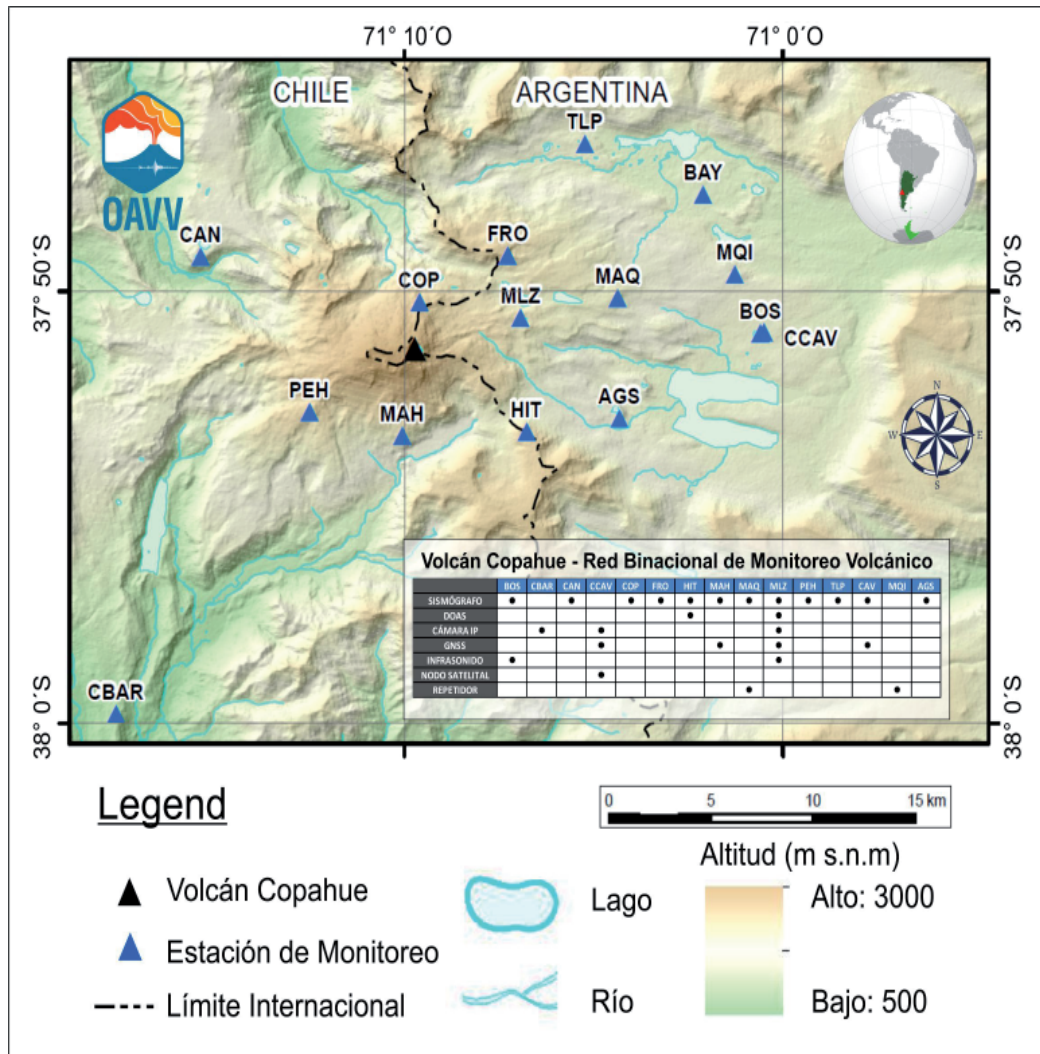 71° 10´O
71° 0´O
CHILE
ARGENTINA
TLP
BAY
OAVV
CAN
FRO
MQI
COP
MAQ
MLZ
BOS
CCAV
37° 50´S
37° 50´S
PEH
MAH
HIT
AGS
N
W
E
S
Volcán Copahue - Red Binacional de Monitoreo Volcánico
BOS CBAR CAN CCAV COP FRO HIT MAH MAQ MLZ PEH TLP CAV MQI AGS
SISMÓGRAFO
DOAS
CÁMARA IP
GNSS
INFRASONIDO
NODO SATELITAL
REPETIDOR
CBAR
38° 0´S
38° 0´S
Legend
0 5 10 15 km
Altitud (m s.n.m)
Volcán Copahue
Lago
Alto: 3000
Estación de Monitoreo
Límite Internacional
Río
Bajo: 500